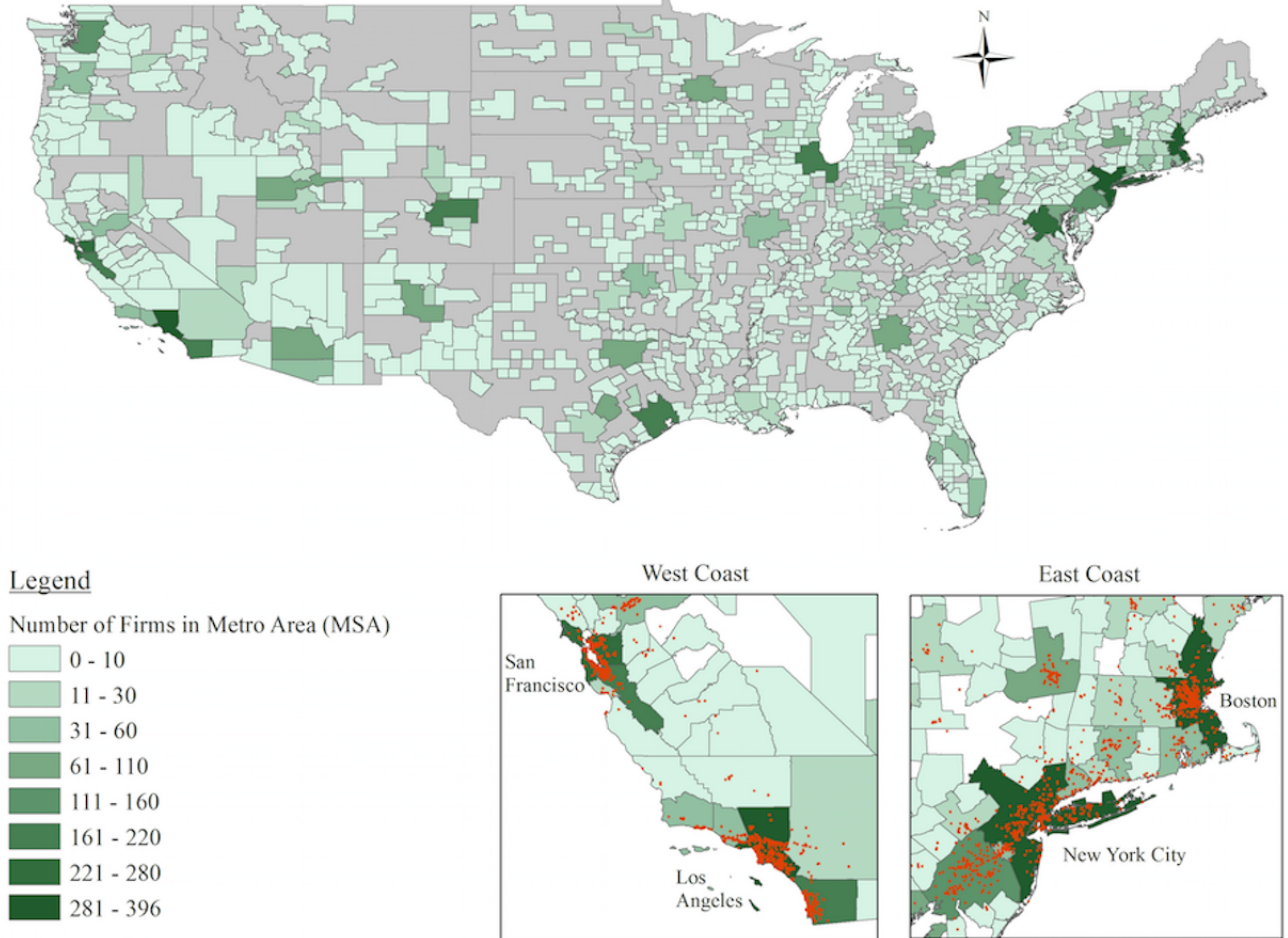 N
Legend
Number of Firms in Metro Area (MSA)
0 - 10
11 - 30
31 - 60
61 - 110
111 - 160
161 - 220
221 - 280
281 - 396
West Coast
San
Francisco
Los
Angeles
East Coast
Boston
New York City